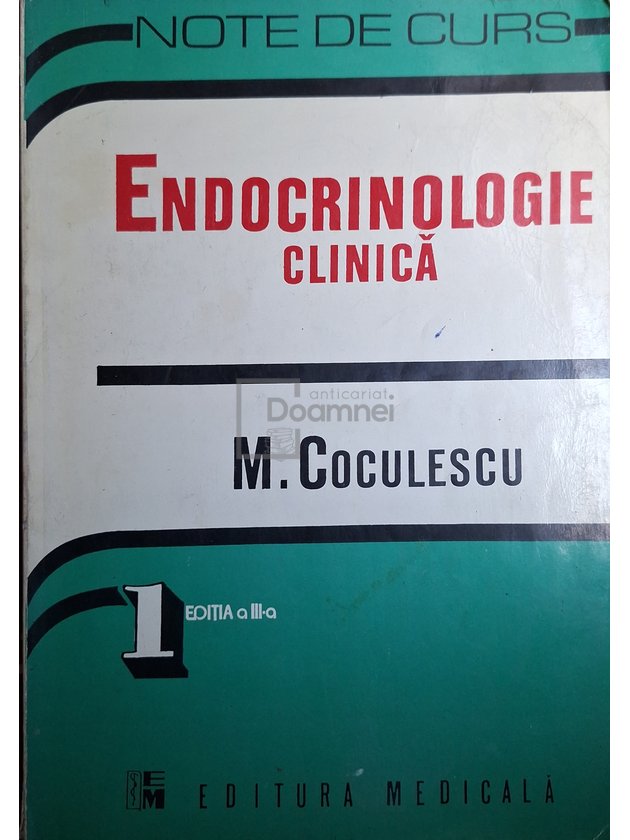 NOTE DE CURS
ENDOCRINOLOGIE
CLINICĂ
anticariat
Doamnei
M. COCULESCU
1 EDIȚIA a III-a
EM EDITURA MEDICALĂ